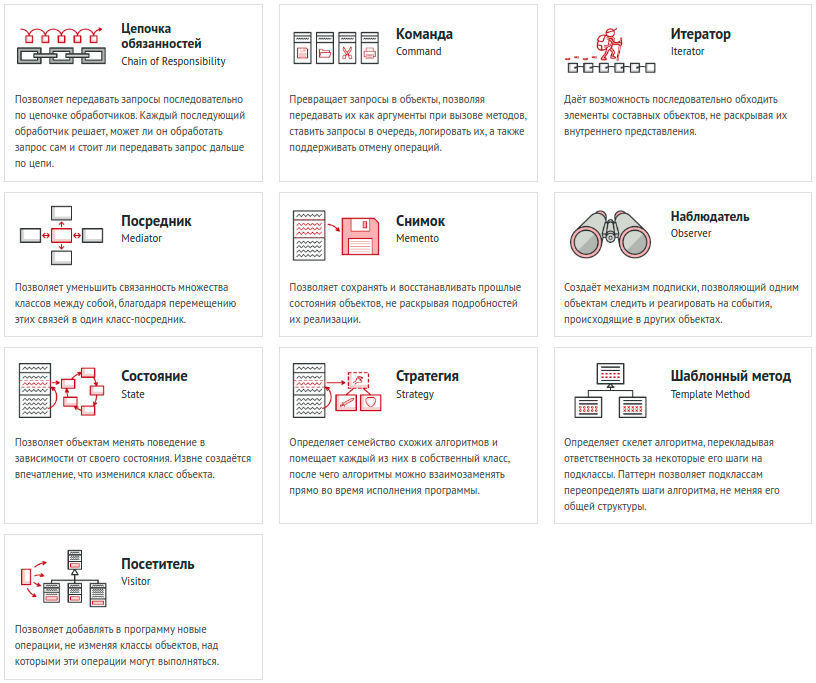 Цепочка
обязанностей
Chain of Responsibility
Позволяет передавать запросы последовательно
по цепочке обработчиков. Каждый последующий
обработчик решает, может ли он обработать
запрос сам и стоит ли передавать запрос дальше
по цепи.
Команда
Command
Превращает запросы в объекты, позволяя
передавать их как аргументы при вызове методов,
ставить запросы в очередь, логировать их, а также
поддерживать отмену операций.
Итератор
Iterator
Даёт возможность последовательно обходить
элементы составных объектов, не раскрывая их
внутреннего представления.
Посредник
Mediator
Позволяет уменьшить связанность множества
классов между собой, благодаря перемещению
этих связей в один класс-посредник.
Снимок
Memento
Позволяет сохранять и восстанавливать прошлые
состояния объектов, не раскрывая подробностей
их реализации.
Наблюдатель
Observer
Создаёт механизм подписки, позволяющий одним
объектам следить и реагировать на события,
происходящие в других объектах.
Состояние
State
Позволяет объектам менять поведение в
зависимости от своего состояния. Извне создаётся
впечатление, что изменился класс объекта.
Стратегия
Strategy
Определяет семейство схожих алгоритмов и
помещает каждый из них в собственный класс,
после чего алгоритмы можно взаимозаменять
прямо во время исполнения программы.
Шаблонный метод
Template Method
Определяет скелет алгоритма, перекладывая
ответственность за некоторые его шаги на
подклассы. Паттерн позволяет подклассам
переопределять шаги алгоритма, не меняя его
общей структуры.
Посетитель
Visitor
Позволяет добавлять в программу новые
операции, не изменяя классы объектов, над
которыми эти операции могут выполняться.